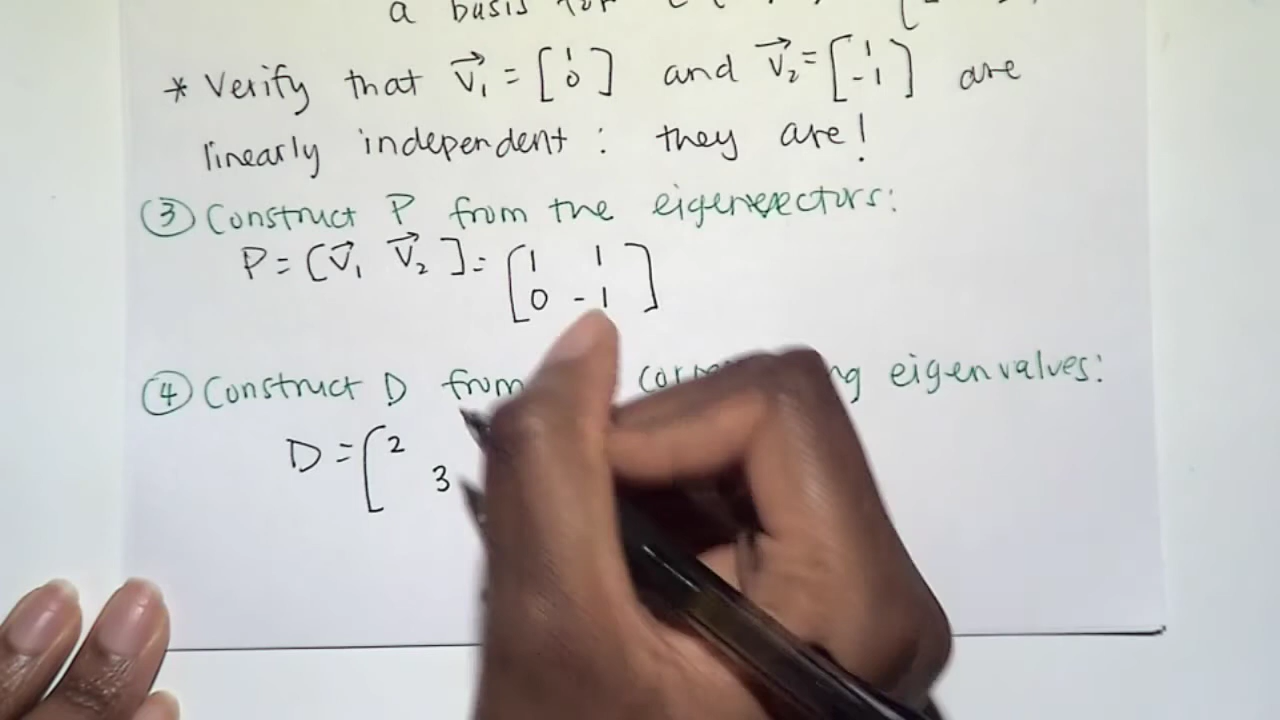 a basis for
* Verify that v₁ = [1 0] and v₂ = [1 -1] are
linearly independent : they are!
③ Construct P from the eigenvectors:
P = [v₁ v₂] = [1 1 0 -1]
④ Construct D from eigenvalues:
D = [2 3